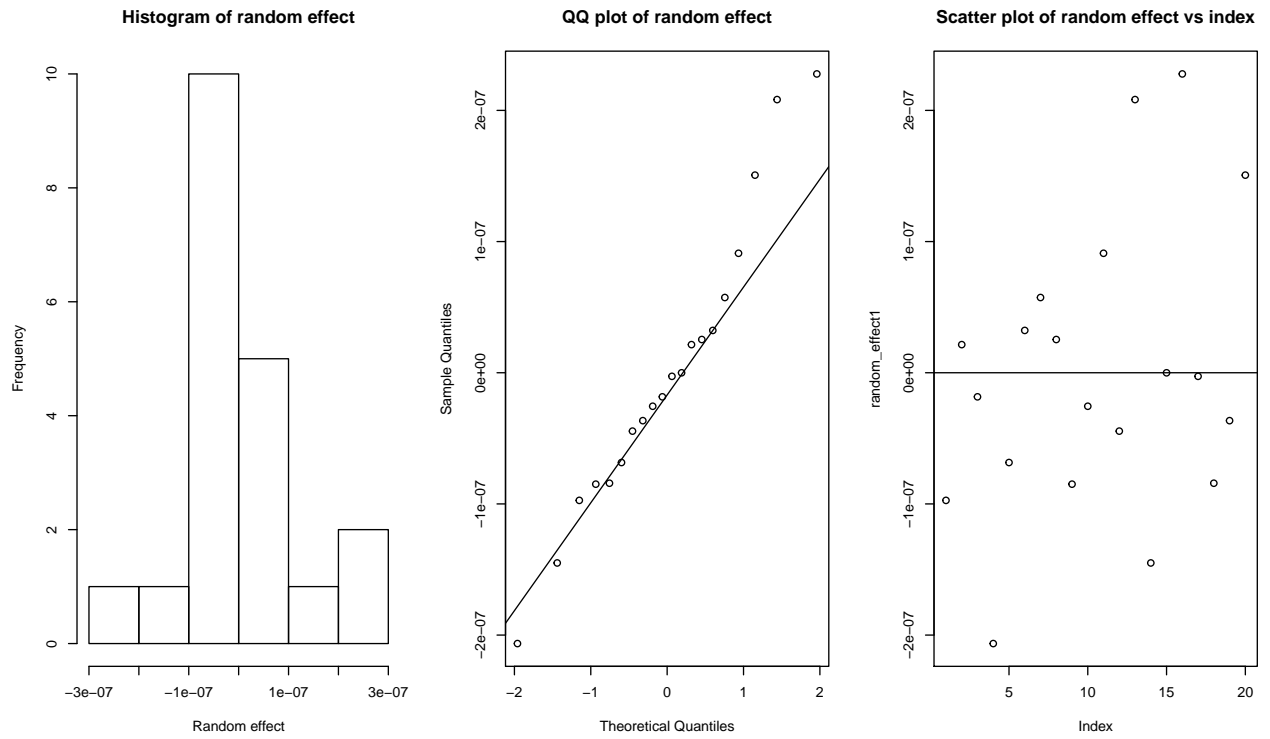 Histogram of random effect
Frequency
0
2
4
6
8
10
−3e−07 −1e−07 1e−07 3e−07
Random effect
QQ plot of random effect
Sample Quantiles
−2e−07 −1e−07 0e+00 1e−07 2e−07
−2 −1 0 1 2
Theoretical Quantiles
Scatter plot of random effect vs index
random_effect1
−2e−07 −1e−07 0e+00 1e−07 2e−07
5 10 15 20
Index